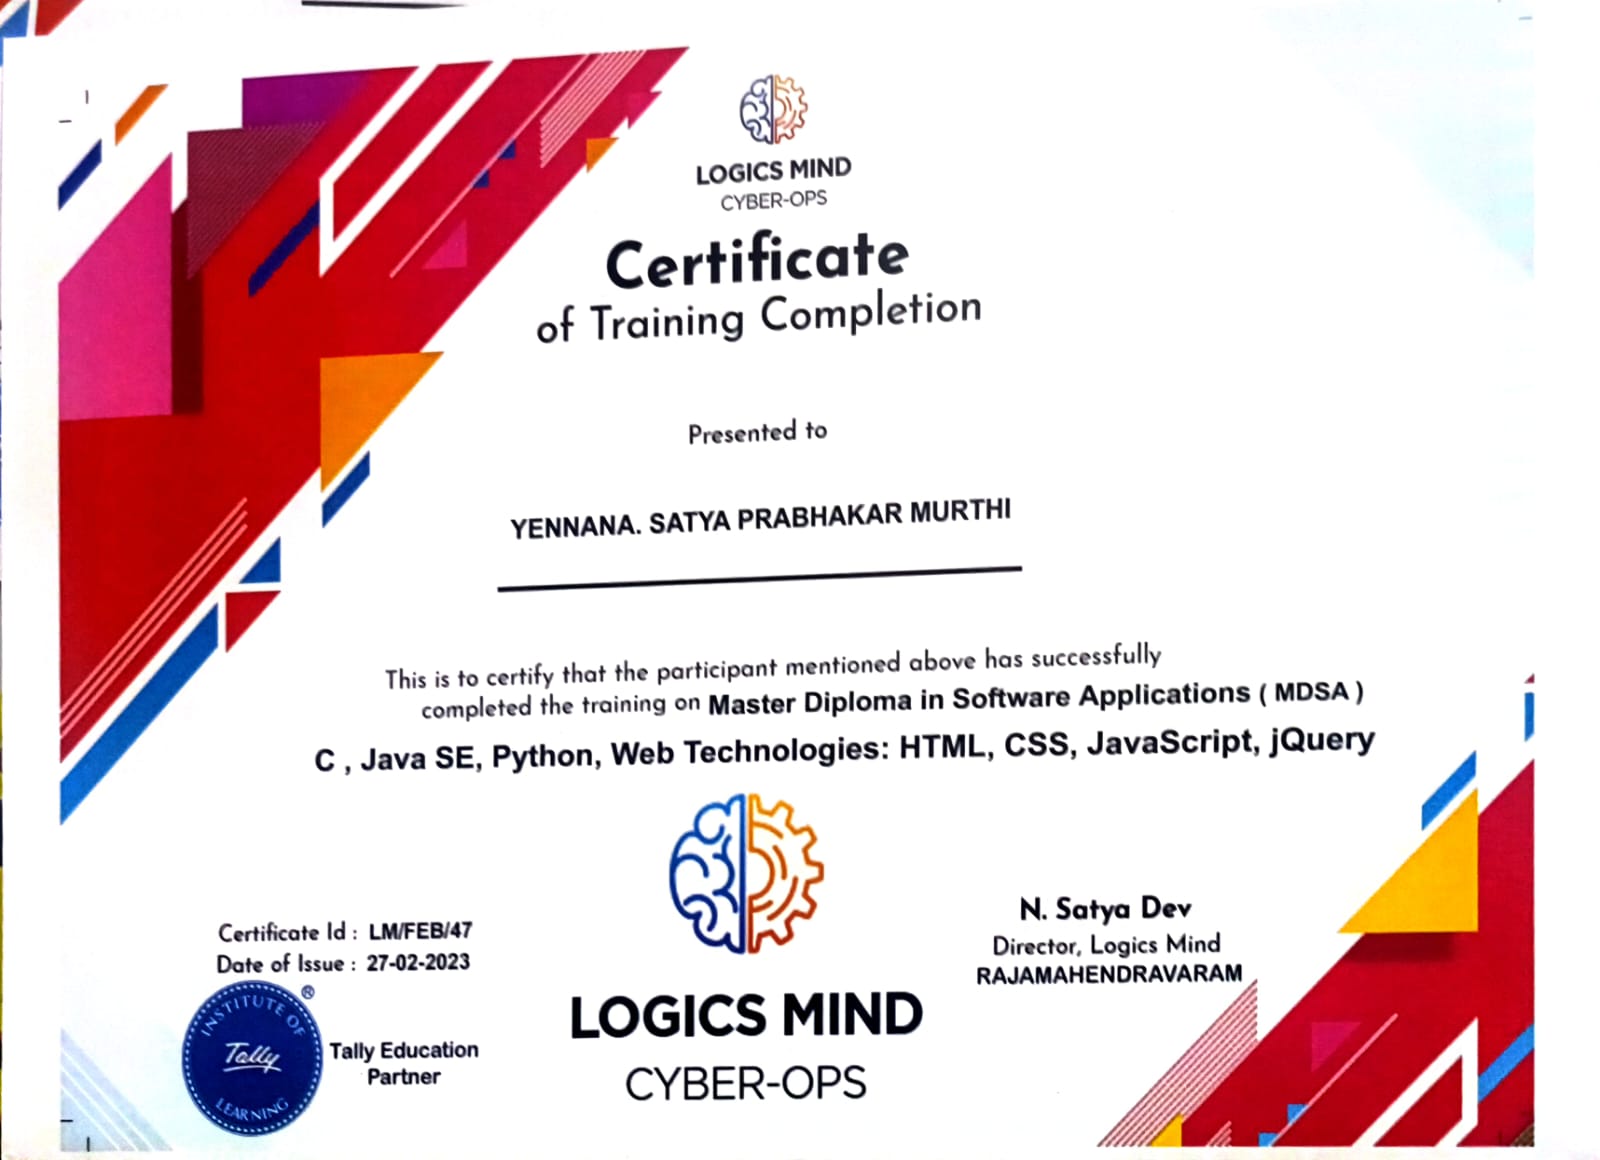 LOGICS MIND
CYBER-OPS
Certificate
of Training Completion
Presented to
YENNANA. SATYA PRABHAKAR MURTHI
This is to certify that the participant mentioned above has successfully
completed the training on Master Diploma in Software Applications ( MDSA )
C , Java SE, Python, Web Technologies: HTML, CSS, JavaScript, jQuery
Certificate Id : LM/FEB/47
Date of Issue : 27-02-2023
INSTITUTE OF
Tally
LEARNING
®
Tally Education
Partner
LOGICS MIND
CYBER-OPS
N. Satya Dev
Director, Logics Mind
RAJAMAHENDRAVARAM